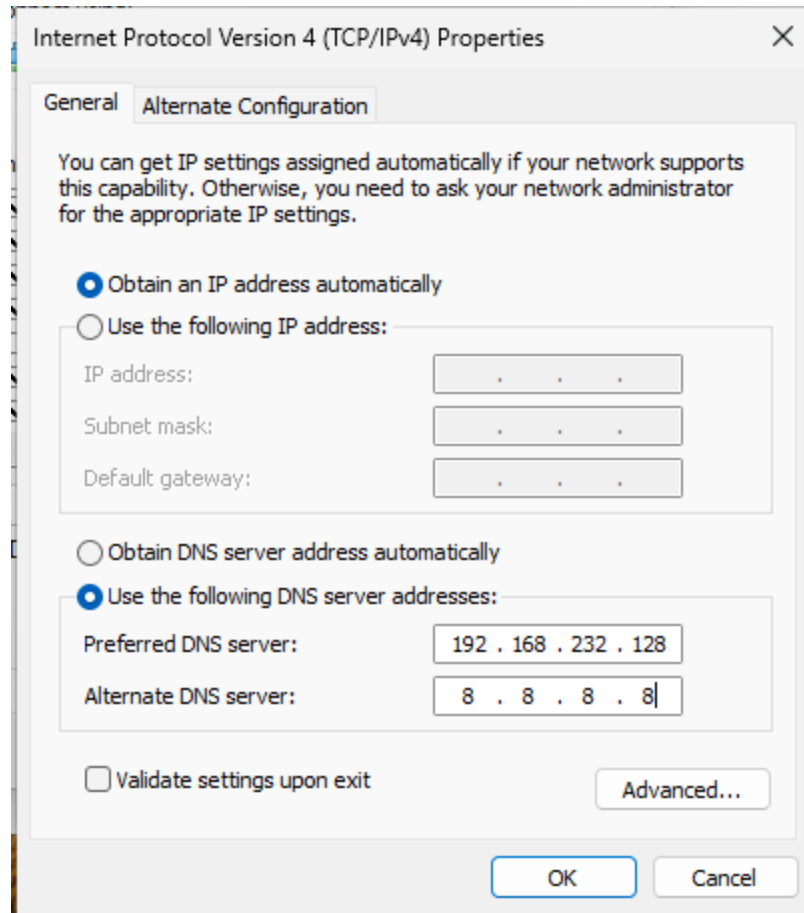 Internet Protocol Version 4 (TCP/IPv4) Properties
General
Alternate Configuration
You can get IP settings assigned automatically if your network supports
this capability. Otherwise, you need to ask your network administrator
for the appropriate IP settings.
Obtain an IP address automatically
Use the following IP address:
IP address:
. . .
Subnet mask:
. . .
Default gateway:
. . .
Obtain DNS server address automatically
Use the following DNS server addresses:
Preferred DNS server:
192 . 168 . 232 . 128
Alternate DNS server:
8 . 8 . 8 . 8
Validate settings upon exit
Advanced...
OK
Cancel